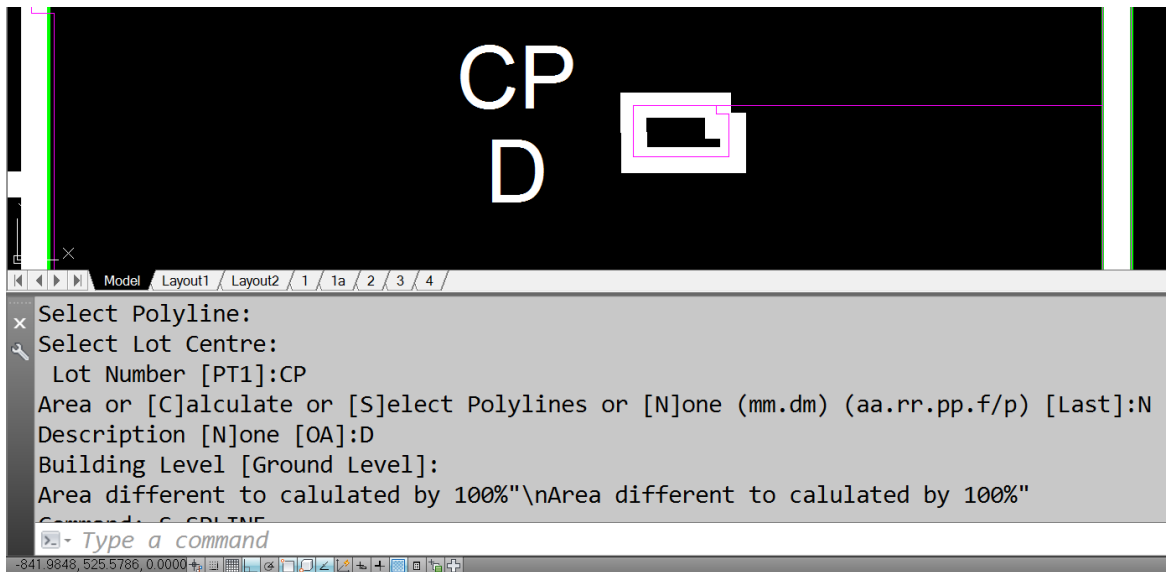 CP
D
Model Layout1 Layout2 1 1a 2 3 4
Select Polyline:
Select Lot Centre:
Lot Number [PT1]:CP
Area or [C]alculate or [S]elect Polylines or [N]one (mm.dm) (aa.rr.pp.f/p) [Last]:N
Description [N]one [OA]:D
Building Level [Ground Level]:
Area different to calulated by 100%"\nArea different to calulated by 100%"
Type a command
-841.9848, 525.5786, 0.0000